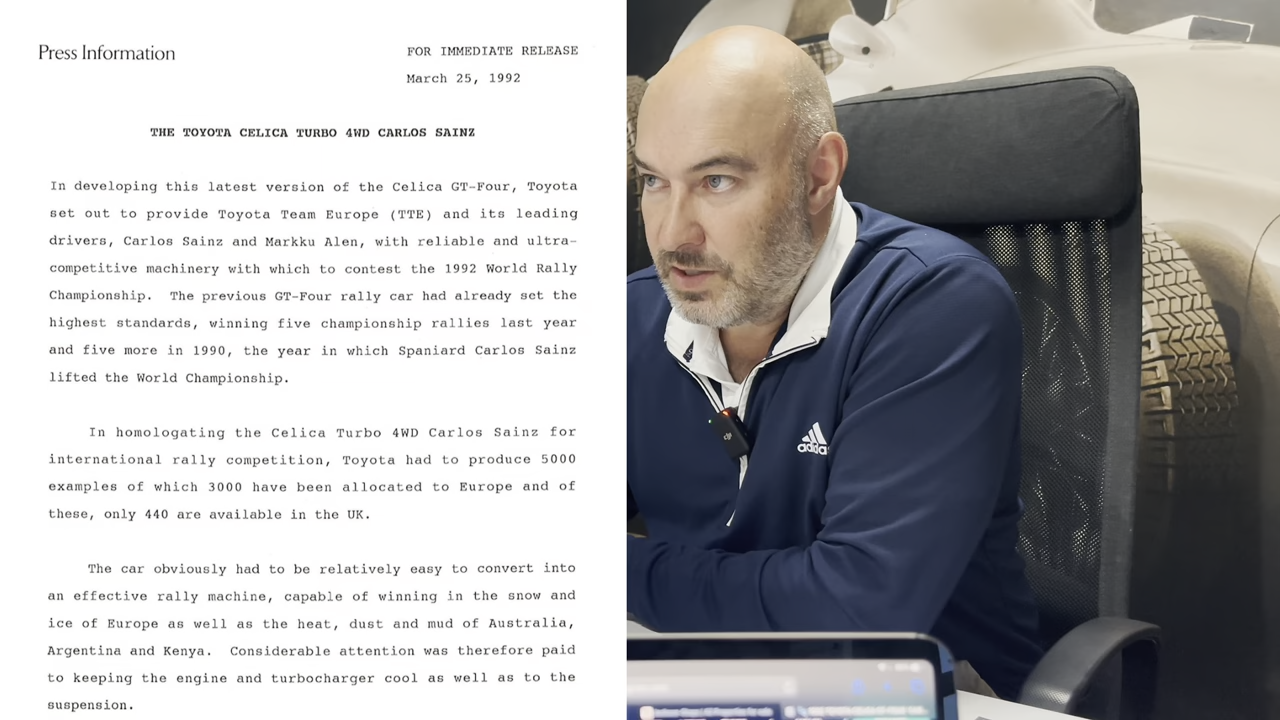 Press Information
FOR IMMEDIATE RELEASE
March 25, 1992
THE TOYOTA CELICA TURBO 4WD CARLOS SAINZ
In developing this latest version of the Celica GT-Four, Toyota
set out to provide Toyota Team Europe (TTE) and its leading
drivers, Carlos Sainz and Markku Alen, with reliable and ultra-
competitive machinery with which to contest the 1992 World Rally
Championship. The previous GT-Four rally car had already set the
highest standards, winning five championship rallies last year
and five more in 1990, the year in which Spaniard Carlos Sainz
lifted the World Championship.
In homologating the Celica Turbo 4WD Carlos Sainz for
international rally competition, Toyota had to produce 5000
examples of which 3000 have been allocated to Europe and of
these, only 440 are available in the UK.
The car obviously had to be relatively easy to convert into
an effective rally machine, capable of winning in the snow and
ice of Europe as well as the heat, dust and mud of Australia,
Argentina and Kenya. Considerable attention was therefore paid
to keeping the engine and turbocharger cool as well as to the
suspension.
dji
adidas